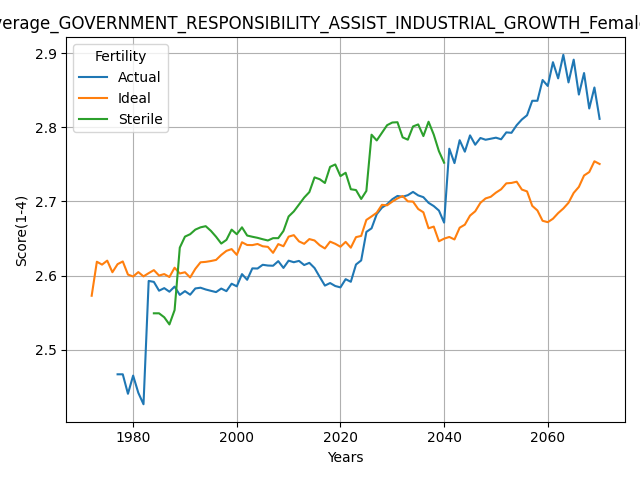 verage_GOVERNMENT_RESPONSIBILITY_ASSIST_INDUSTRIAL_GROWTH_Female
Fertility
Actual
Ideal
Sterile
Score(1-4)
2.9
2.8
2.7
2.6
2.5
1980 2000 2020 2040 2060
Years